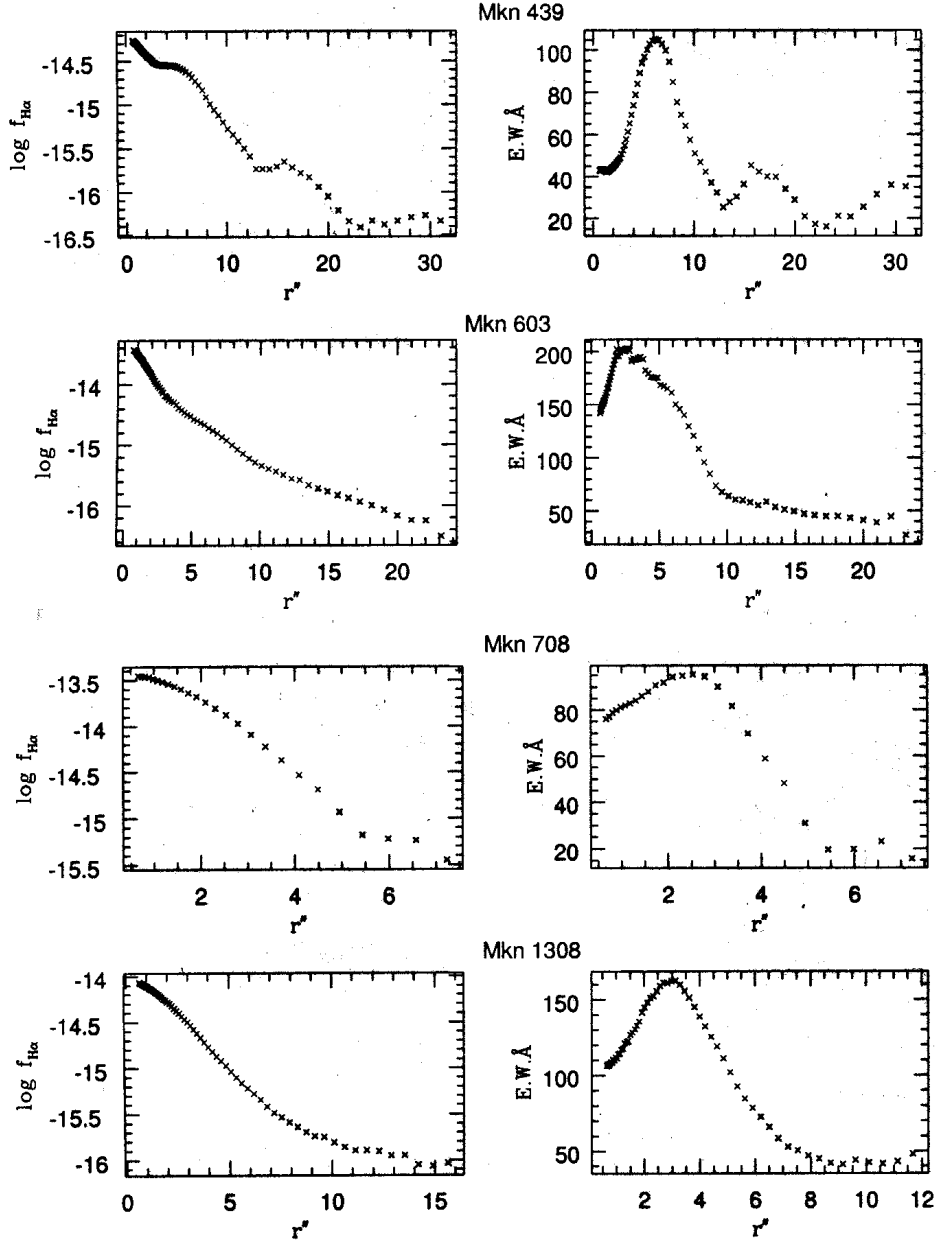 Mkn 439
log f_Hα
-14.5
-15
-15.5
-16
-16.5
0 10 20 30
r″
E.W.Å
100
80
60
40
20
0 10 20 30
r″
Mkn 603
log f_Hα
-14
-15
-16
0 5 10 15 20
r″
E.W.Å
200
150
100
50
0 5 10 15 20
r″
Mkn 708
log f_Hα
-13.5
-14
-14.5
-15
-15.5
2 4 6
r″
E.W.Å
80
60
40
20
2 4 6
r″
Mkn 1308
log f_Hα
-14
-14.5
-15
-15.5
-16
0 5 10 15
r″
E.W.Å
150
100
50
2 4 6 8 10 12
r″